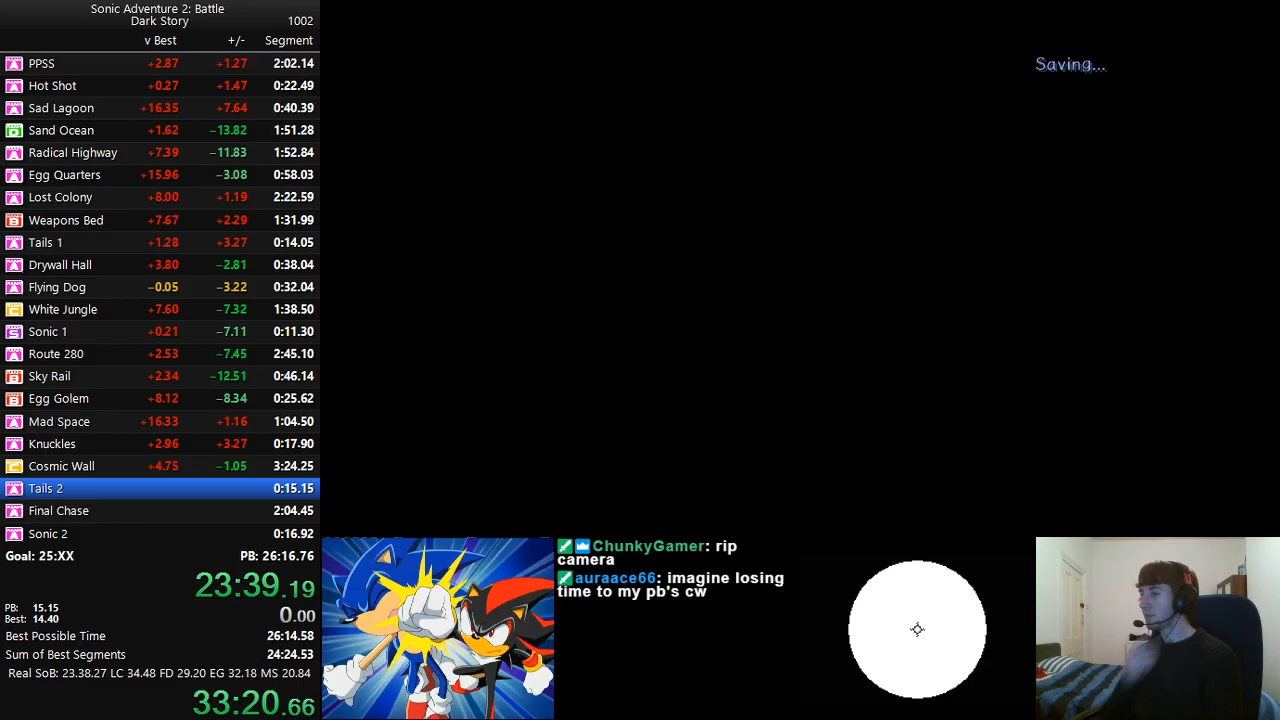 Sonic Adventure 2: Battle
Dark Story 1002
v Best +/- Segment
PPSS +2.87 +1.27 2:02.14
Hot Shot +0.27 +1.47 0:22.49
Sad Lagoon +16.35 +7.64 0:40.39
Sand Ocean +1.62 −13.82 1:51.28
Radical Highway +7.39 −11.83 1:52.84
Egg Quarters +15.96 −3.08 0:58.03
Lost Colony +8.00 +1.19 2:22.59
Weapons Bed +7.67 +2.29 1:31.99
Tails 1 +1.28 +3.27 0:14.05
Drywall Hall +3.80 −2.81 0:38.04
Flying Dog −0.05 −3.22 0:32.04
White Jungle +7.60 −7.32 1:38.50
Sonic 1 +0.21 −7.11 0:11.30
Route 280 +2.53 −7.45 2:45.10
Sky Rail +2.34 −12.51 0:46.14
Egg Golem +8.12 −8.34 0:25.62
Mad Space +16.33 +1.16 1:04.50
Knuckles +2.96 +3.27 0:17.90
Cosmic Wall +4.75 −1.05 3:24.25
Tails 2 0:15.15
Final Chase 2:04.45
Sonic 2 0:16.92
Goal: 25:XX PB: 26:16.76
23:39.19
PB: 15.15
Best: 14.40
0.00
Best Possible Time 26:14.58
Sum of Best Segments 24:24.53
Real SoB: 23.38.27 LC 34.48 FD 29.20 EG 32.18 MS 20.84
33:20.66
Saving...
ChunkyGamer: rip
camera
auraace66: imagine losing
time to my pb's cw